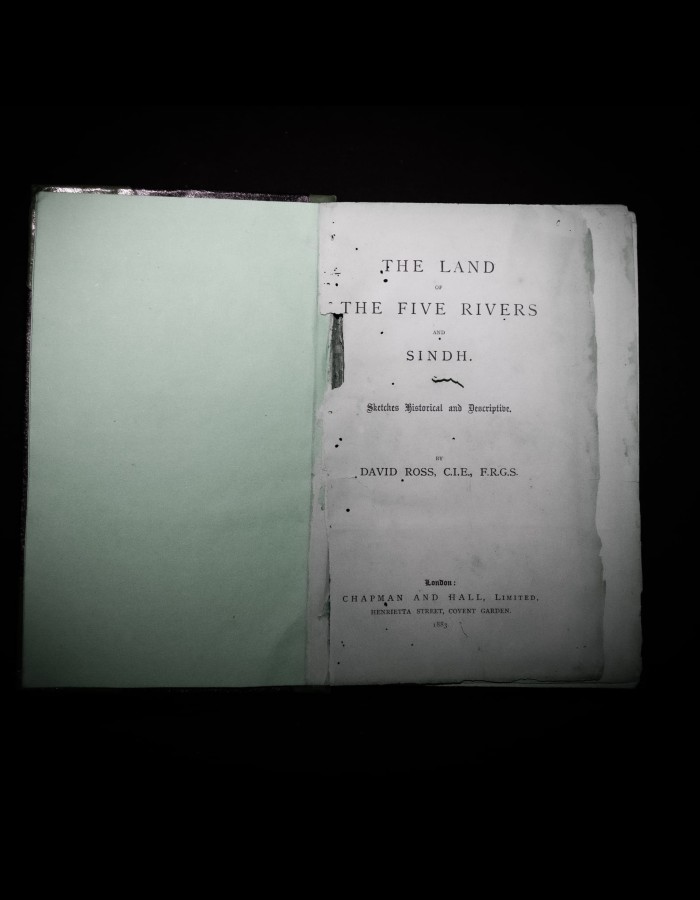 THE LAND
OF
THE FIVE RIVERS
AND
SINDH.
Sketches Historical and Descriptive.
BY
DAVID ROSS, C.I.E., F.R.G.S.
London:
CHAPMAN AND HALL, LIMITED,
HENRIETTA STREET, COVENT GARDEN.
1883